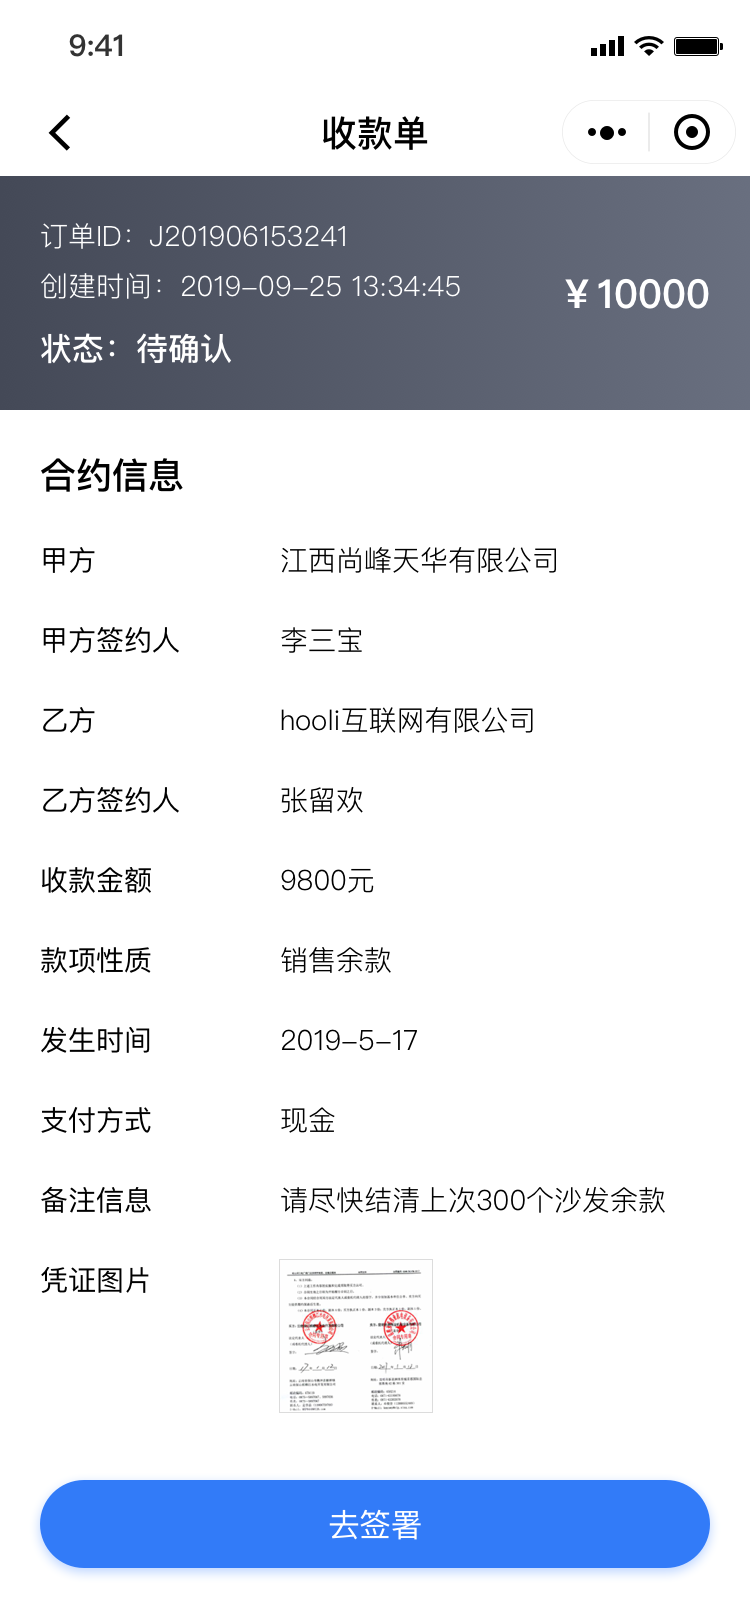 9:41
收款单
订单ID：J201906153241
创建时间：2019-09-25 13:34:45
¥10000
状态：待确认
合约信息
甲方 江西尚峰天华有限公司
甲方签约人 李三宝
乙方 hooli互联网有限公司
乙方签约人 张留欢
收款金额 9800元
款项性质 销售余款
发生时间 2019-5-17
支付方式 现金
备注信息 请尽快结清上次300个沙发余款
凭证图片
去签署